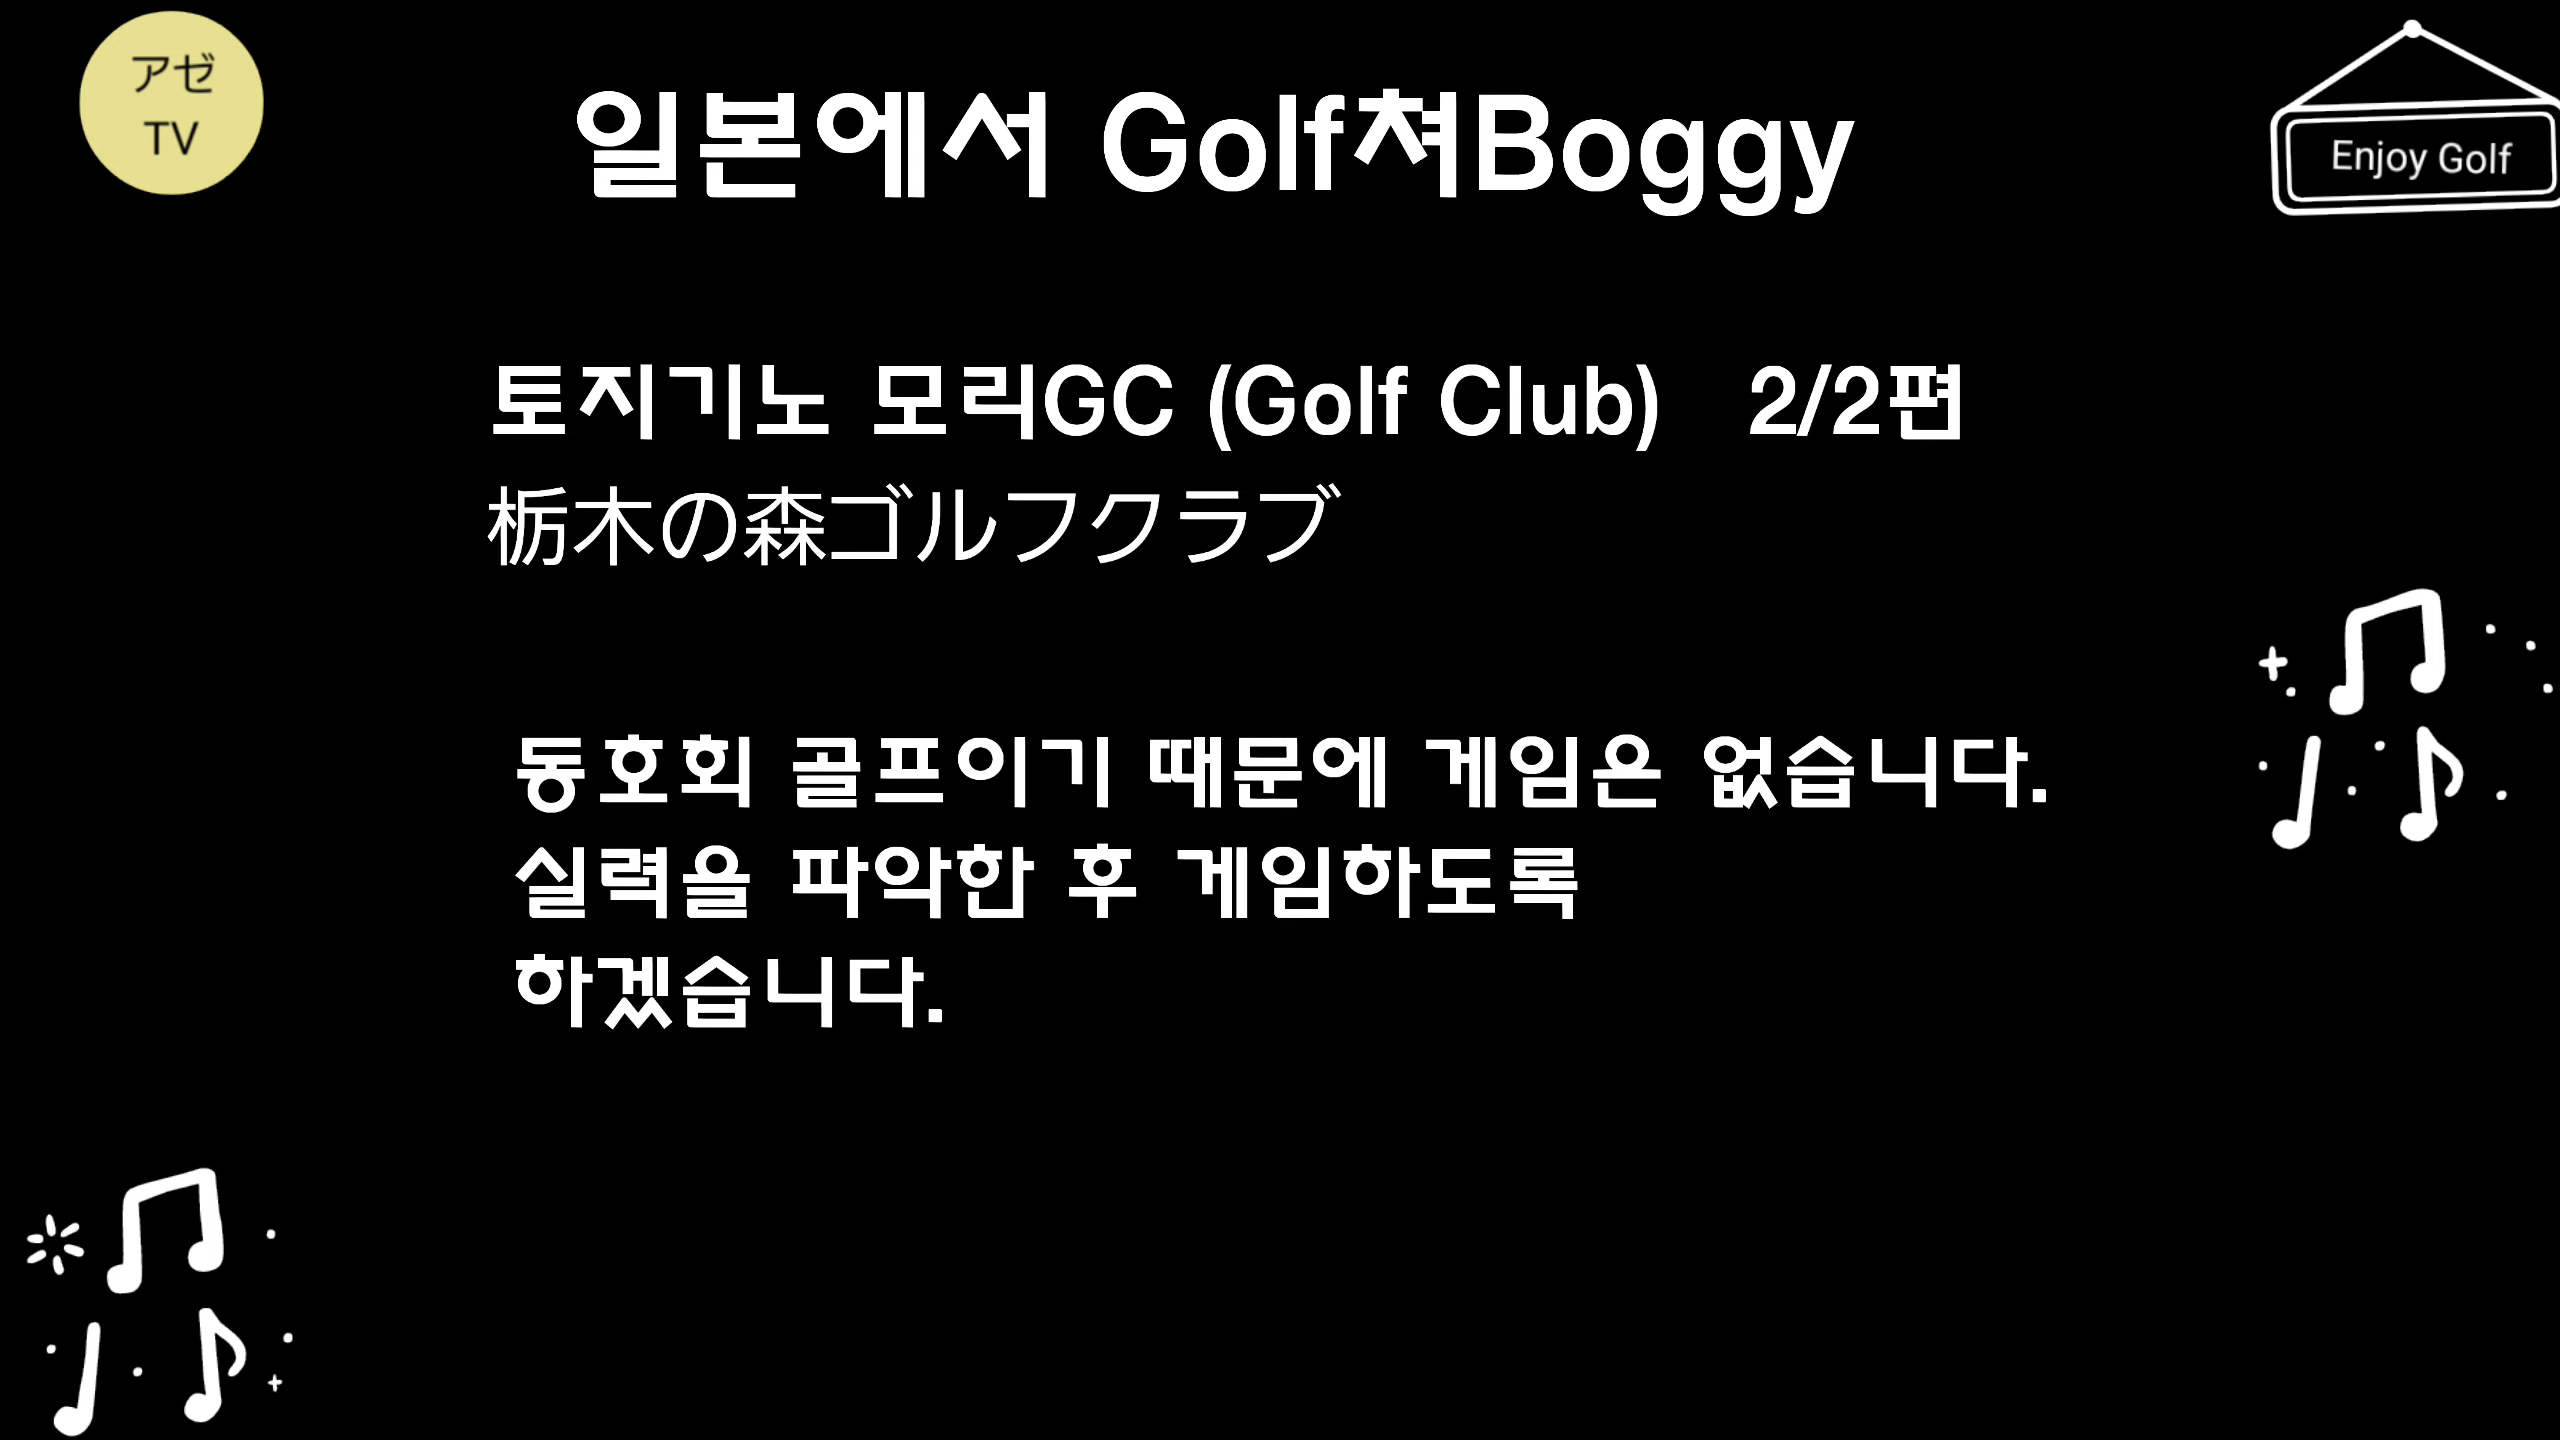 アゼ
TV
일본에서 Golf쳐Boggy
Enjoy Golf
토지기노 모리GC (Golf Club) 2/2편
栃木の森ゴルフクラブ
동호회 골프이기 때문에 게임은 없습니다.
실력을 파악한 후 게임하도록
하겠습니다.